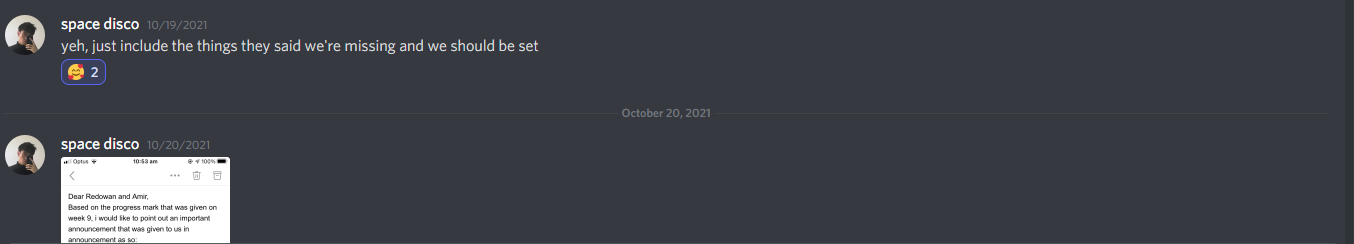 space disco 10/19/2021
yeh, just include the things they said we're missing and we should be set
2
October 20, 2021
space disco 10/20/2021
Optus 10:53 am 100%
Dear Redowan and Amir,
Based on the progress mark that was given on
week 9, i would like to point out an important
announcement that was given to us in
announcement as so: